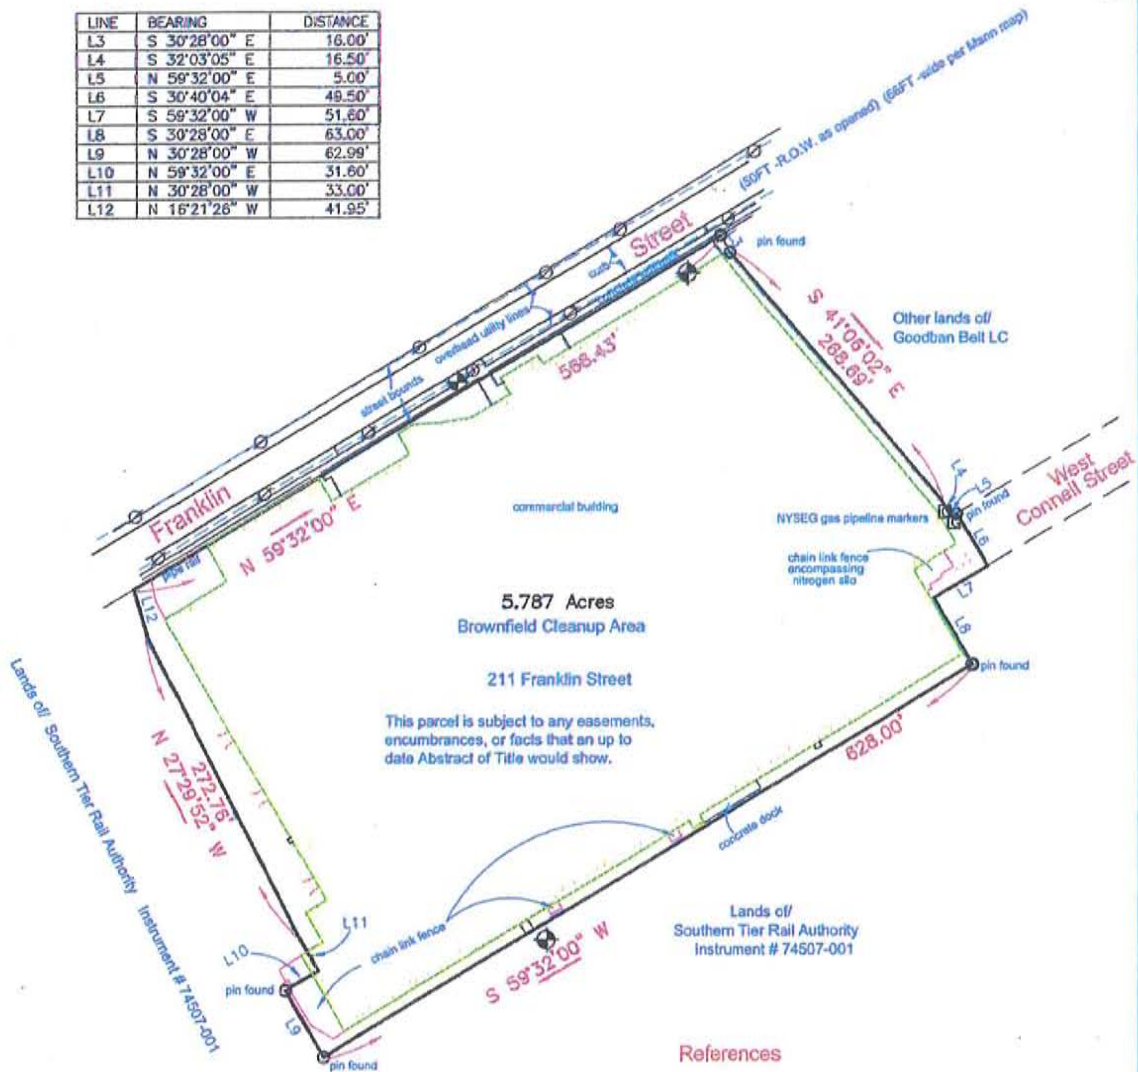 LINE BEARING DISTANCE
L3 S 30°28'00" E 16.00'
L4 S 32°03'05" E 16.50'
L5 N 59°32'00" E 5.00'
L6 S 30°40'04" E 49.50'
L7 S 59°32'00" W 51.60'
L8 S 30°28'00" E 63.00'
L9 N 30°28'00" W 62.99'
L10 N 59°32'00" E 31.60'
L11 N 30°28'00" W 33.00'
L12 N 16°21'26" W 41.95'
(50FT -R.O.W. as opened) (66FT -wide per Mann map)
Street
curb
pin found
overhead utility lines
street bounds
568.43'
S 41°06'02" E
268.69'
Other lands of/
Goodban Belt LC
Franklin
N 59°32'00" E
pipe rail
L12
commercial building
L4
L5
pin found
L6
West
Connell Street
NYSEG gas pipeline markers
chain link fence
encompassing
nitrogen silo
L7
L8
pin found
5.787 Acres
Brownfield Cleanup Area
211 Franklin Street
This parcel is subject to any easements,
encumbrances, or facts that an up to
date Abstract of Title would show.
Lands of/ Southern Tier Rail Authority Instrument # 74507-001
272.76'
N 27°29'52" W
628.00'
concrete dock
chain link fence
L11
L10
pin found
L9
pin found
S 59°32'00" W
Lands of/
Southern Tier Rail Authority
Instrument # 74507-001
References